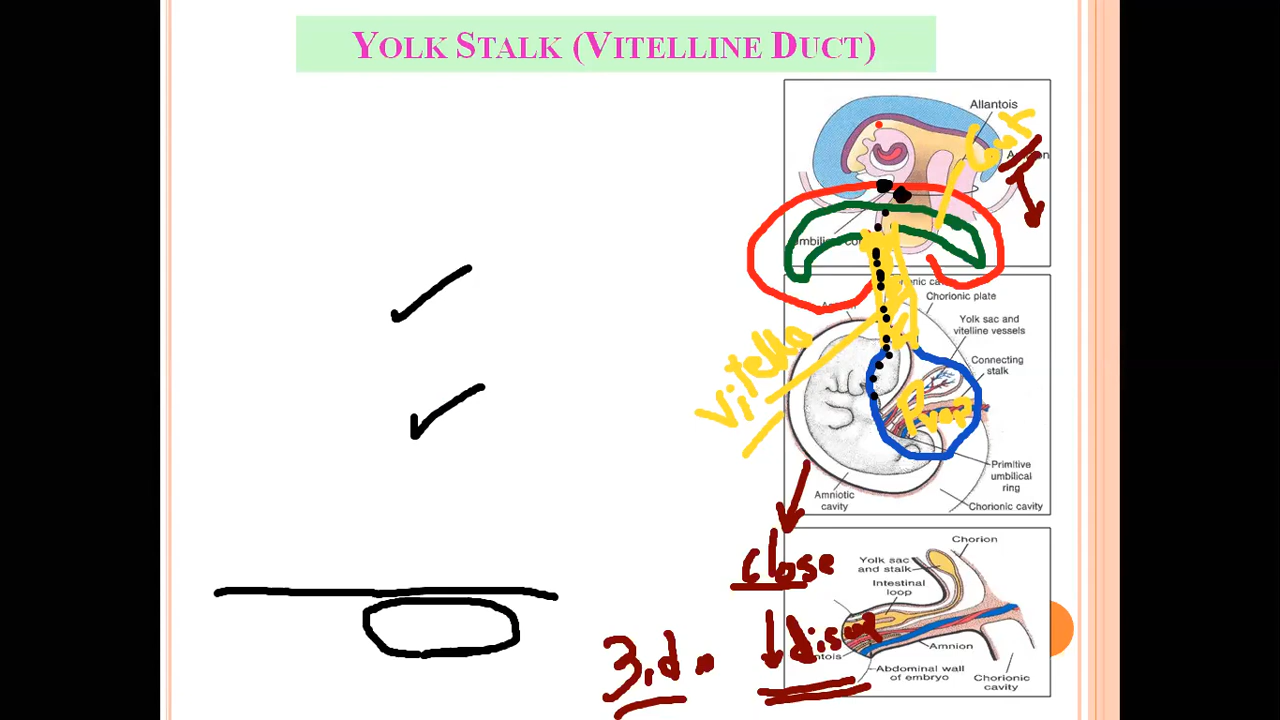 YOLK STALK (VITELLINE DUCT)
Allantois
Gut
Chorionic plate
Yolk sac and
vitelline vessels
Connecting
stalk
Primitive
umbilical
ring
Amniotic
cavity
Chorionic cavity
close
Chorion
Yolk sac
and stalk
Intestinal
loop
Amnion
Abdominal wall
of embryo
Chorionic
cavity